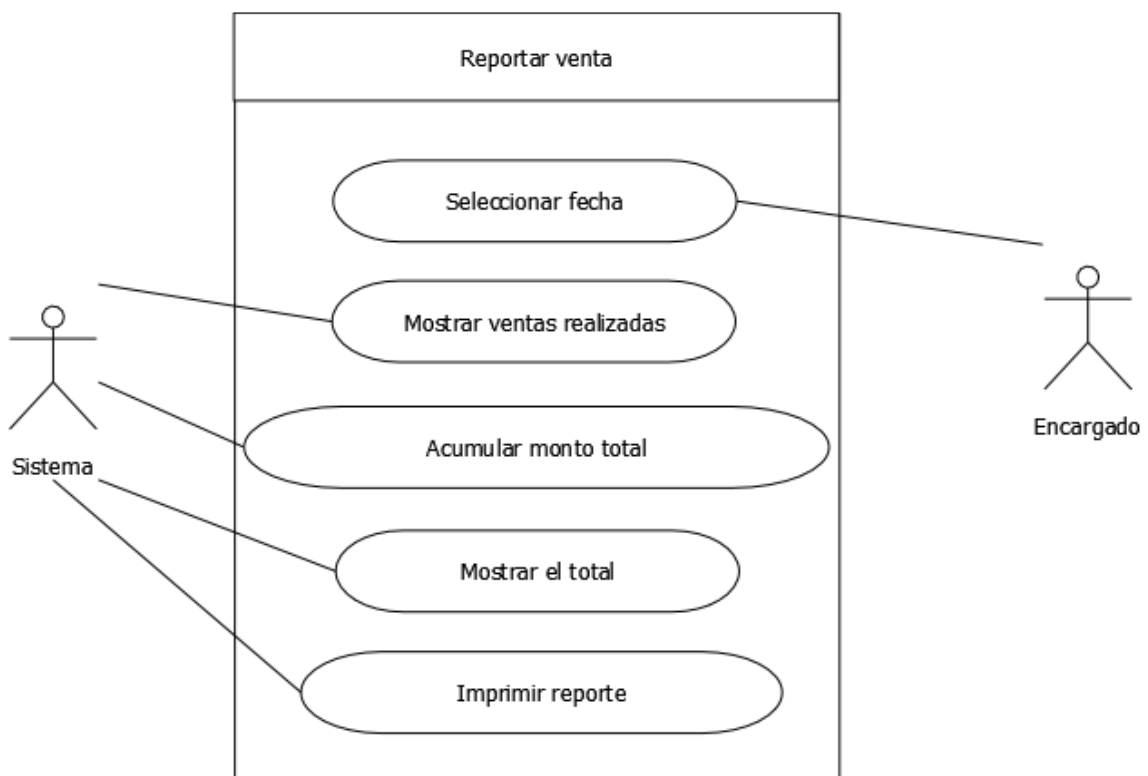 Reportar venta
Seleccionar fecha
Mostrar ventas realizadas
Acumular monto total
Encargado
Sistema
Mostrar el total
Imprimir reporte